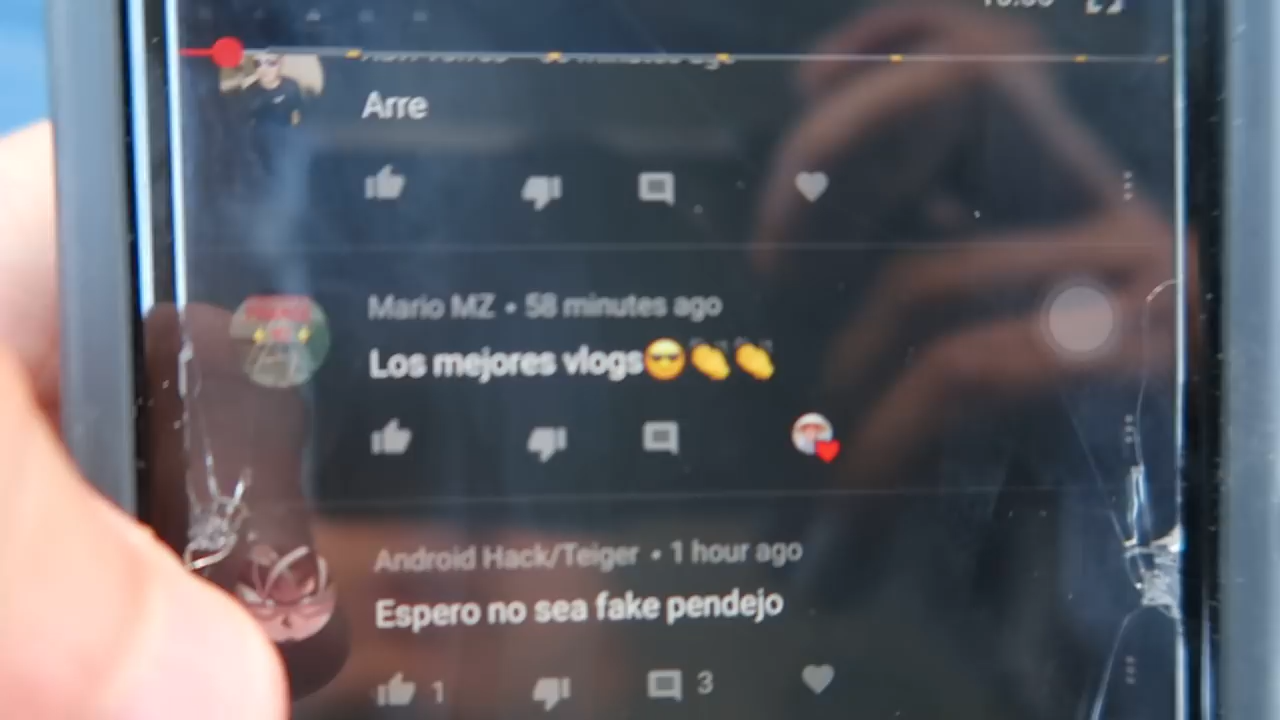 Arre
Mario MZ • 58 minutes ago
Los mejores vlogs😎👏👏
Android Hack/Teiger • 1 hour ago
Espero no sea fake pendejo
1
3